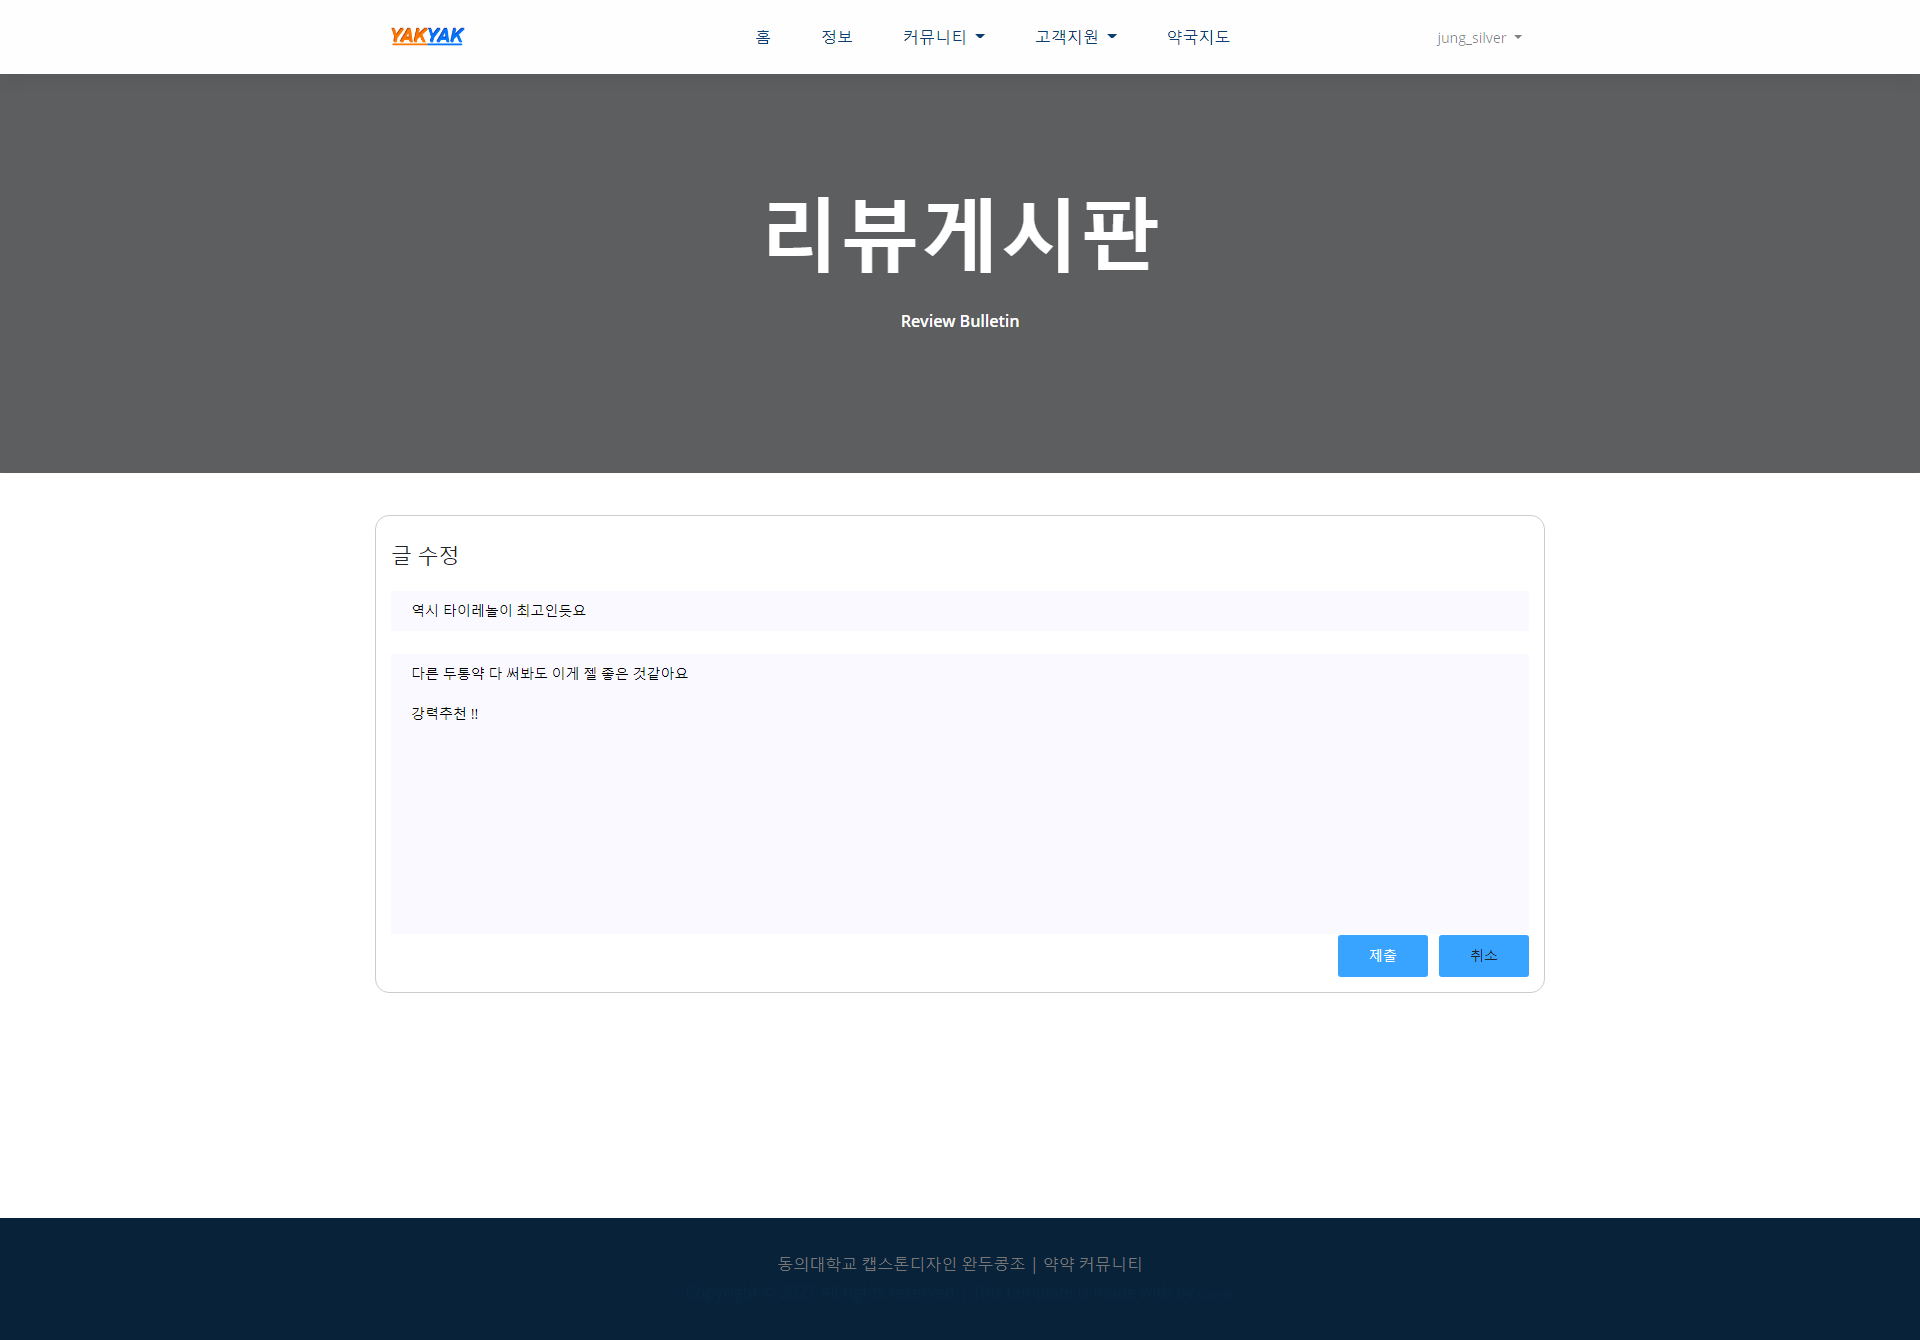 YAKYAK
홈
정보
커뮤니티
고객지원
약국지도
jung_silver
리뷰게시판
Review Bulletin
글 수정
역시 타이레놀이 최고인듯요
다른 두통약 다 써봐도 이게 젤 좋은 것같아요
강력추천 !!
제출
취소
동의대학교 캡스톤디자인 완두콩조 | 약약 커뮤니티